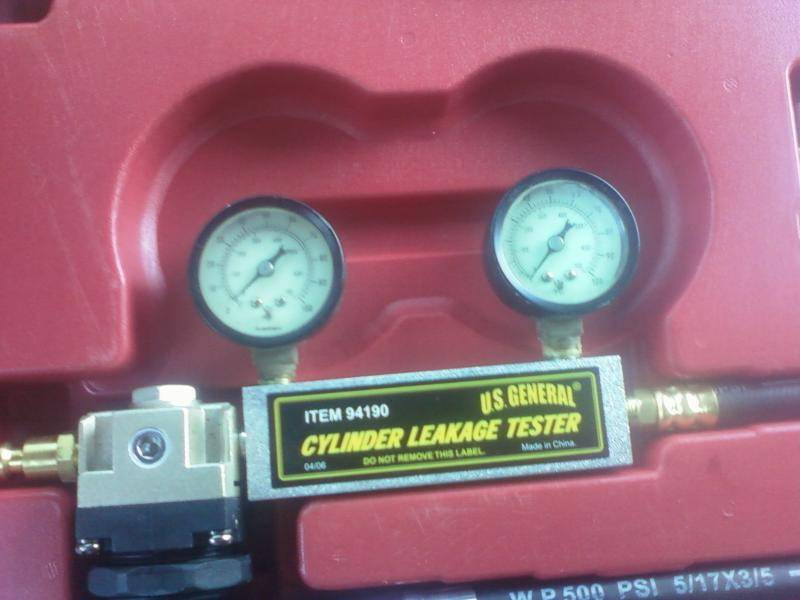 U.S. GENERAL®
ITEM 94190
CYLINDER LEAKAGE TESTER
04/06
DO NOT REMOVE THIS LABEL.
Made in China.
W.P.500 PSI 5/17X3/5